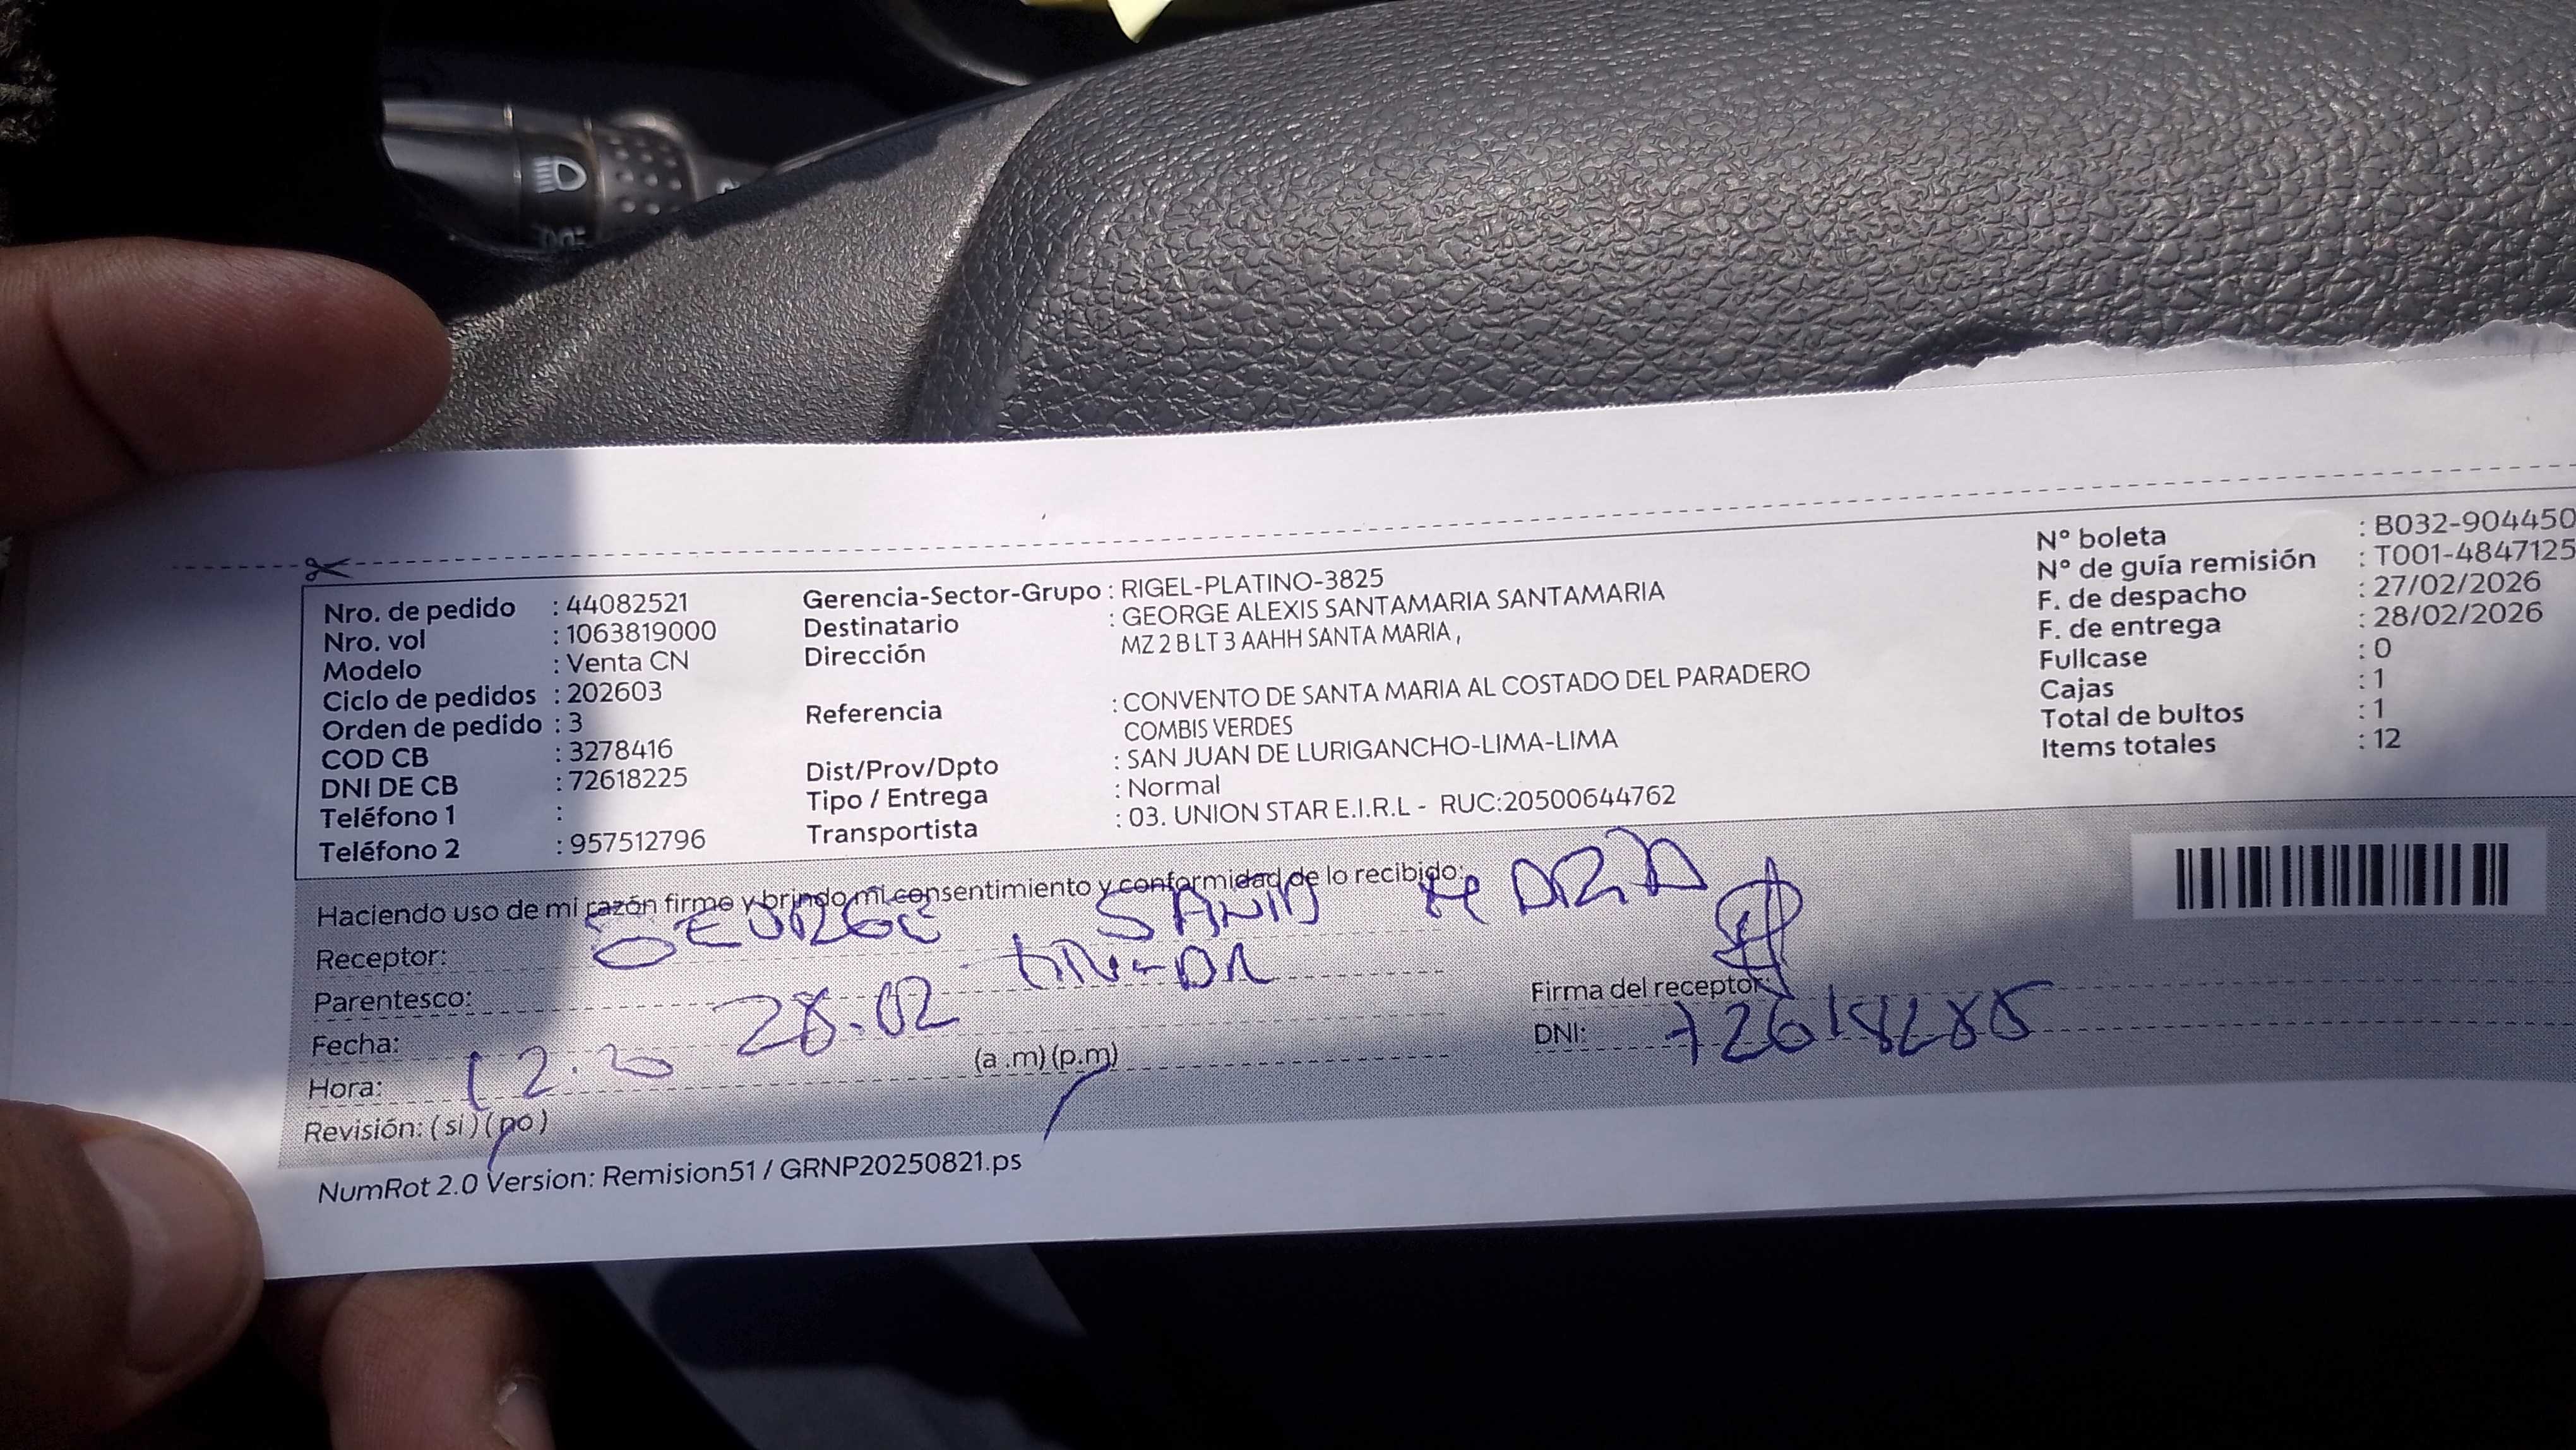 Nro. de pedido : 44082521
Nro. vol : 1063819000
Modelo : Venta CN
Ciclo de pedidos : 202603
Orden de pedido : 3
COD CB : 3278416
DNI DE CB : 72618225
Teléfono 1 :
Teléfono 2 : 957512796
Gerencia-Sector-Grupo : RIGEL-PLATINO-3825
Destinatario : GEORGE ALEXIS SANTAMARIA SANTAMARIA
Dirección MZ 2 B LT 3 AAHH SANTA MARIA ,
Referencia : CONVENTO DE SANTA MARIA AL COSTADO DEL PARADERO
COMBIS VERDES
Dist/Prov/Dpto : SAN JUAN DE LURIGANCHO-LIMA-LIMA
Tipo / Entrega : Normal
Transportista : 03. UNION STAR E.I.R.L - RUC:20500644762
N° boleta : B032-904450
N° de guía remisión : T001-4847125
F. de despacho : 27/02/2026
F. de entrega : 28/02/2026
Fullcase : 0
Cajas : 1
Total de bultos : 1
Items totales : 12
Haciendo uso de mi razón firmo y brindo mi consentimiento y conformidad de lo recibido:
Receptor:
Parentesco:
Fecha: 28.02
Hora: 12.20 (a .m) (p.m)
Revisión: ( si ) ( no )
Firma del receptor:
DNI:
NumRot 2.0 Version: Remision51 / GRNP20250821.ps